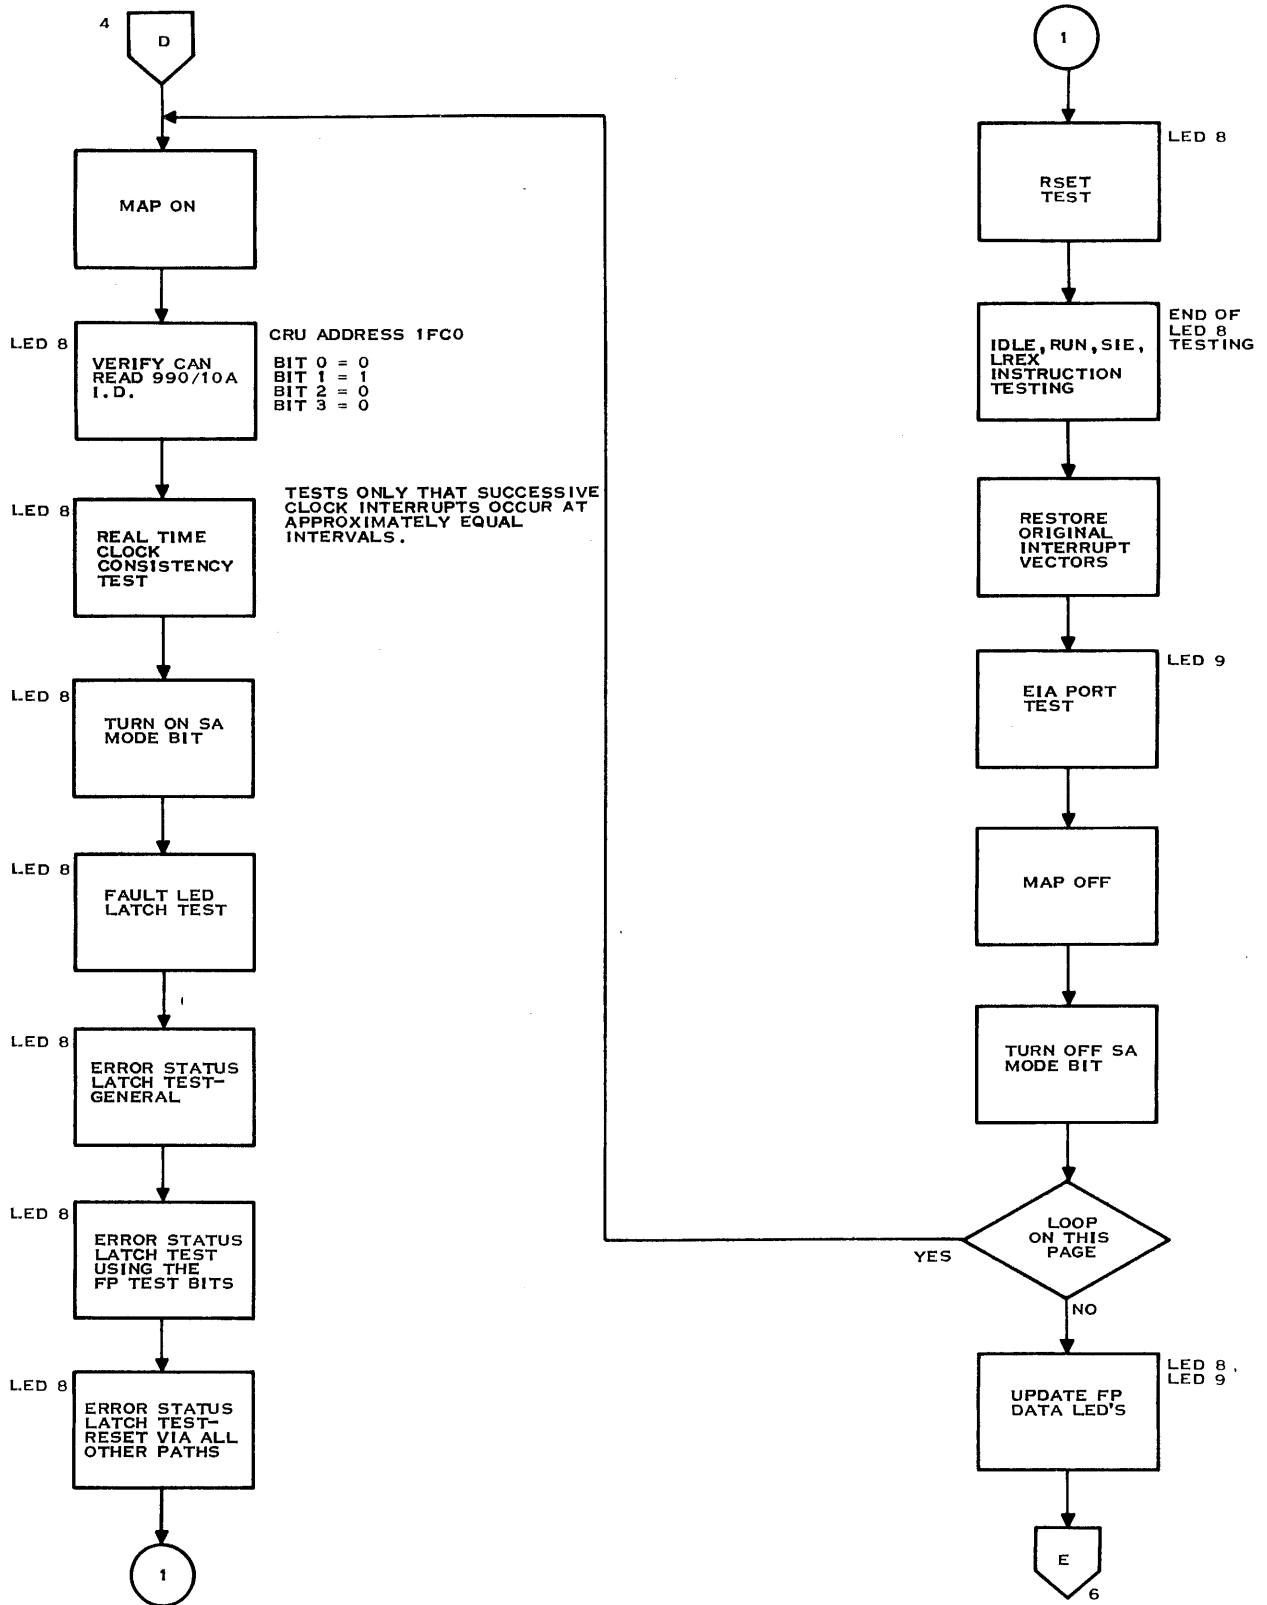 4
D
MAP ON
LED 8
VERIFY CAN
READ 990/10A
I.D.
CRU ADDRESS 1FC0
BIT 0 = 0
BIT 1 = 1
BIT 2 = 0
BIT 3 = 0
LED 8
REAL TIME
CLOCK
CONSISTENCY
TEST
TESTS ONLY THAT SUCCESSIVE
CLOCK INTERRUPTS OCCUR AT
APPROXIMATELY EQUAL
INTERVALS.
LED 8
TURN ON SA
MODE BIT
LED 8
FAULT LED
LATCH TEST
LED 8
ERROR STATUS
LATCH TEST-
GENERAL
LED 8
ERROR STATUS
LATCH TEST
USING THE
FP TEST BITS
LED 8
ERROR STATUS
LATCH TEST-
RESET VIA ALL
OTHER PATHS
1
1
LED 8
RSET
TEST
END OF
LED 8
TESTING
IDLE, RUN, SIE,
LREX
INSTRUCTION
TESTING
RESTORE
ORIGINAL
INTERRUPT
VECTORS
LED 9
EIA PORT
TEST
MAP OFF
TURN OFF SA
MODE BIT
LOOP
ON THIS
PAGE
YES
NO
LED 8,
LED 9
UPDATE FP
DATA LED'S
E
6